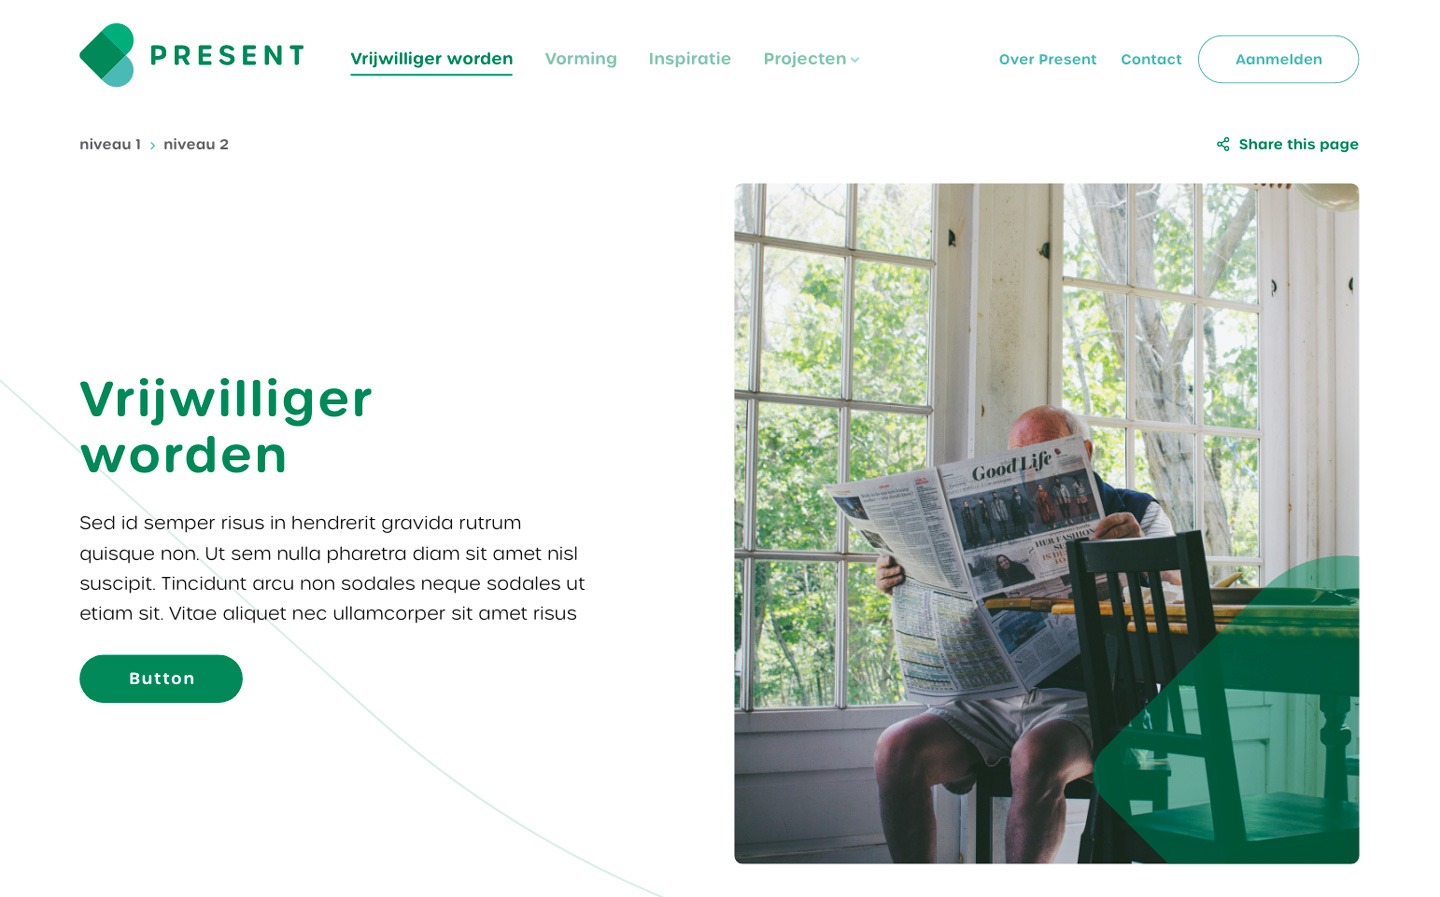 PRESENT
Vrijwilliger worden
Vorming
Inspiratie
Projecten
Over Present
Contact
Aanmelden
niveau 1 > niveau 2
Share this page
Vrijwilliger
worden
Sed id semper risus in hendrerit gravida rutrum
quisque non. Ut sem nulla pharetra diam sit amet nisl
suscipit. Tincidunt arcu non sodales neque sodales ut
etiam sit. Vitae aliquet nec ullamcorper sit amet risus
Button
Good Life
HER FASHION